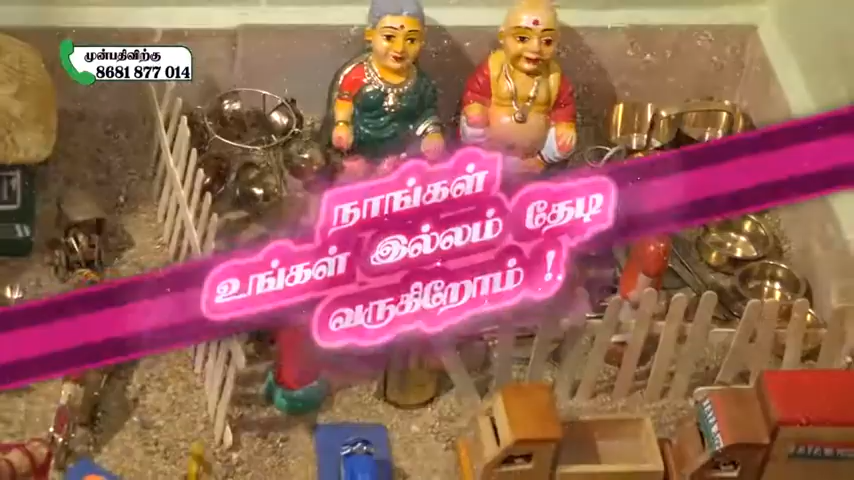 முன்பதிவிற்கு
8681 877 014
நாங்கள்
உங்கள் இல்லம் தேடி
வருகிறோம் !!